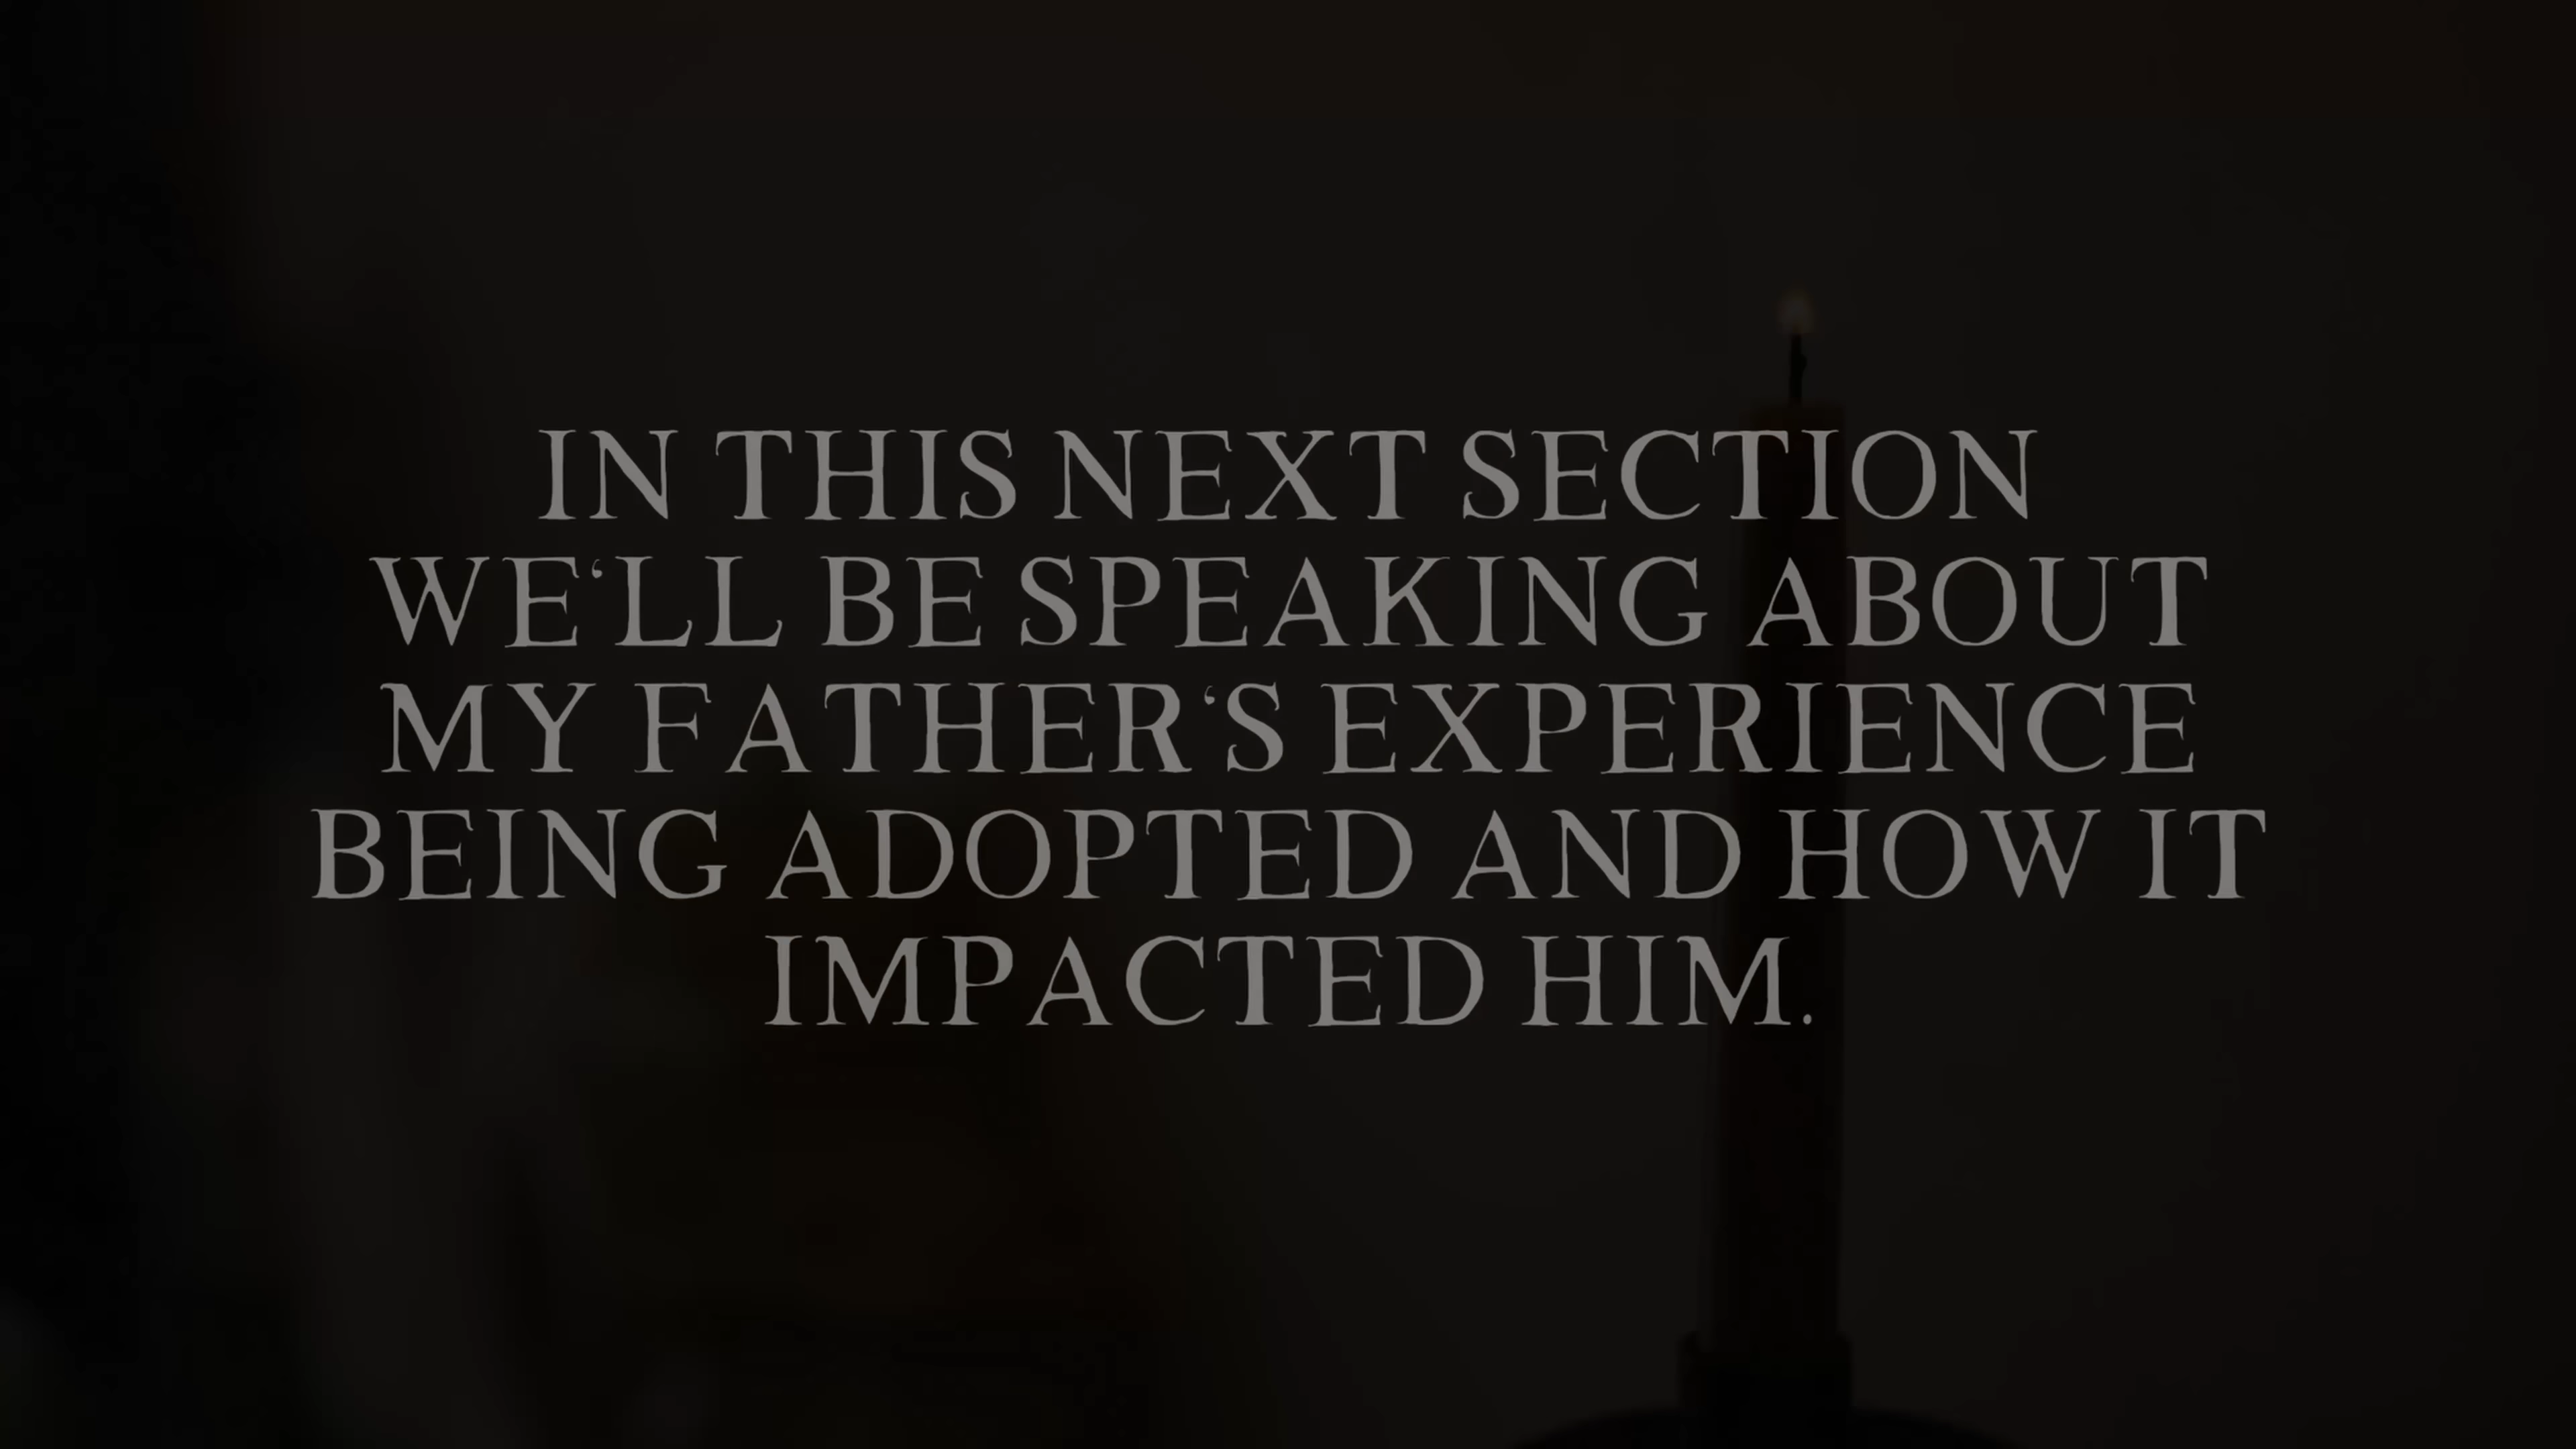 IN THIS NEXT SECTION
WE‘LL BE SPEAKING ABOUT
MY FATHER‘S EXPERIENCE
BEING ADOPTED AND HOW IT
IMPACTED HIM.